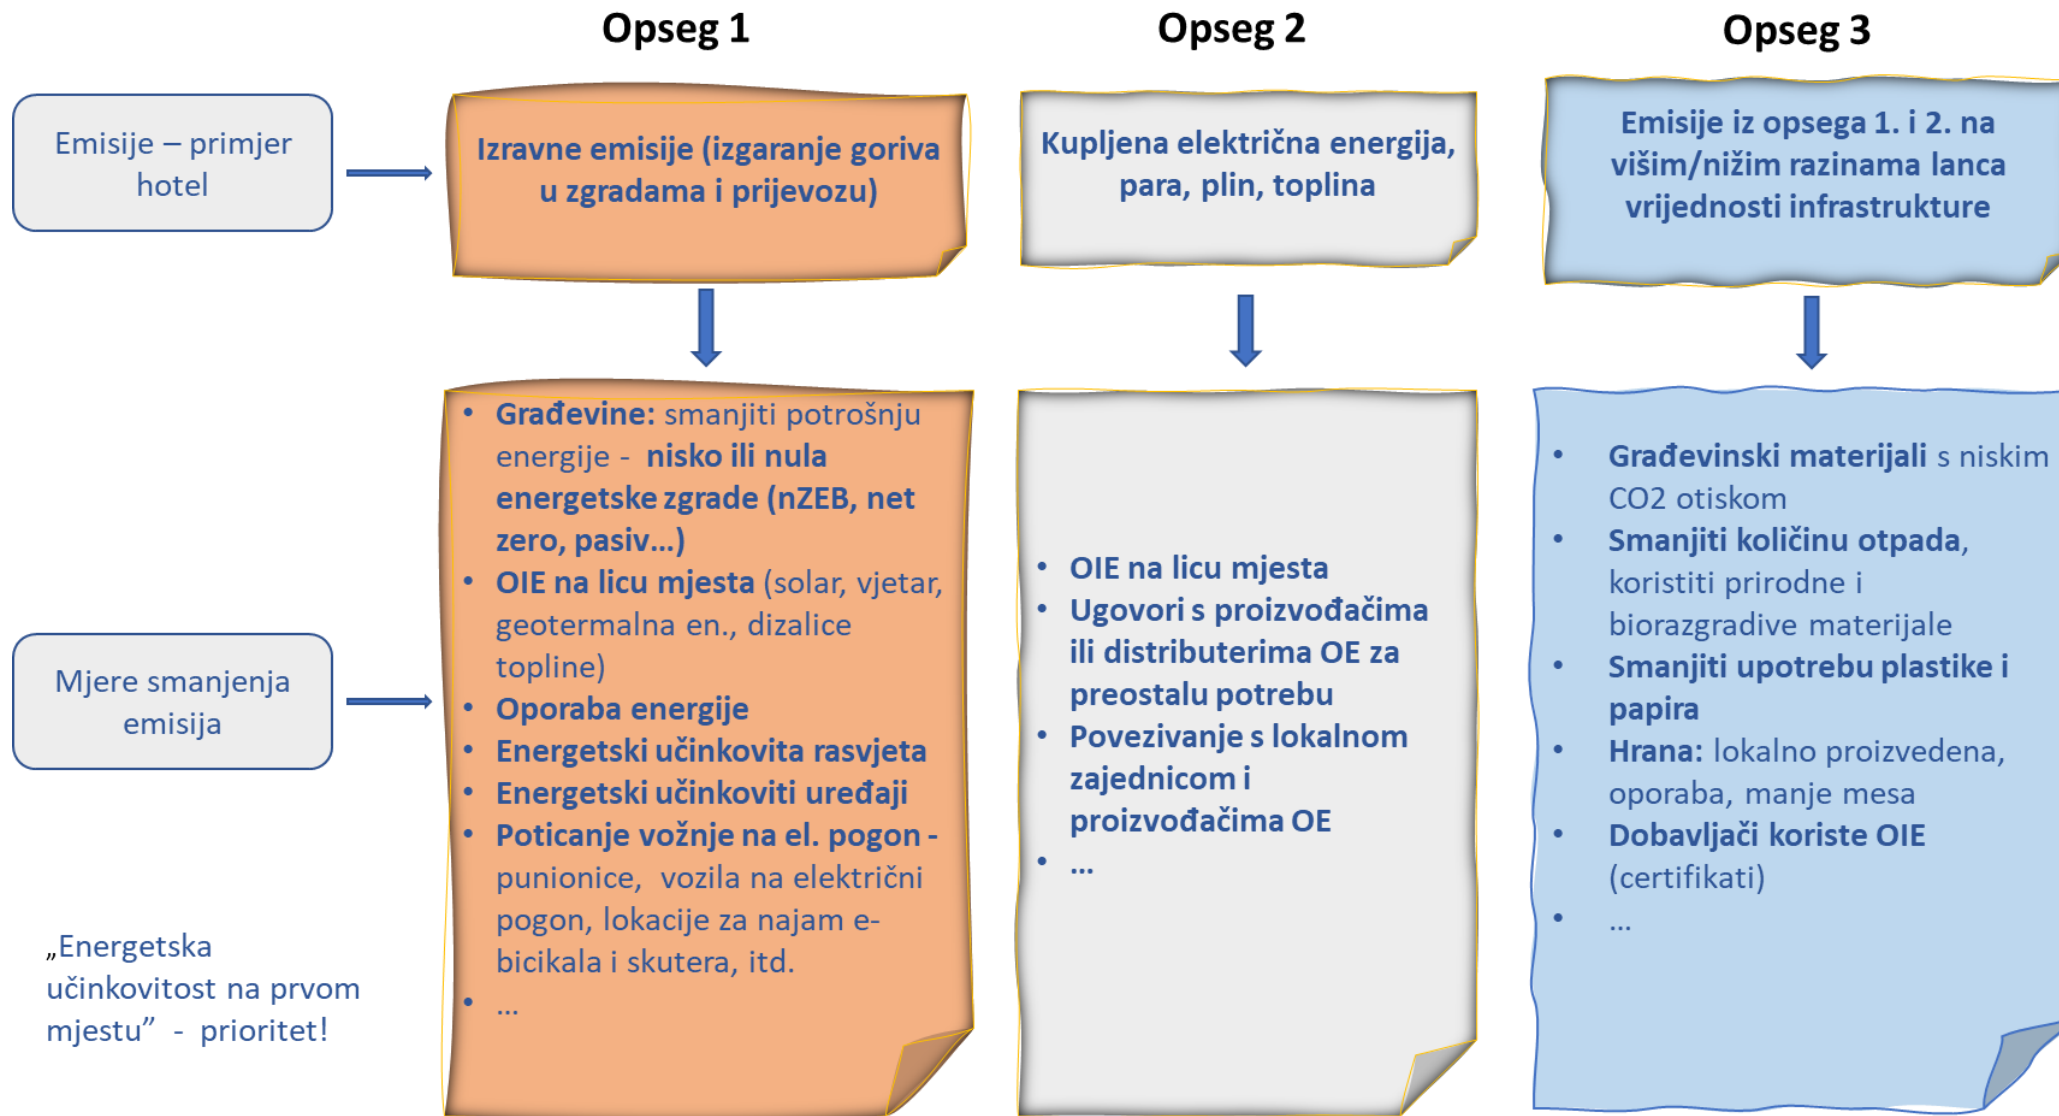 Opseg 1
Opseg 2
Opseg 3
Emisije – primjer
hotel
Izravne emisije (izgaranje goriva
u zgradama i prijevozu)
Kupljena električna energija,
para, plin, toplina
Emisije iz opsega 1. i 2. na
višim/nižim razinama lanca
vrijednosti infrastrukture
Mjere smanjenja
emisija
„Energetska
učinkovitost na prvom
mjestu” - prioritet!
• Građevine: smanjiti potrošnju
energije - nisko ili nula
energetske zgrade (nZEB, net
zero, pasiv...)
• OIE na licu mjesta (solar, vjetar,
geotermalna en., dizalice
topline)
• Oporaba energije
• Energetski učinkovita rasvjeta
• Energetski učinkoviti uređaji
• Poticanje vožnje na el. pogon -
punionice, vozila na električni
pogon, lokacije za najam e-
bicikala i skutera, itd.
• ...
• OIE na licu mjesta
• Ugovori s proizvođačima
ili distributerima OE za
preostalu potrebu
• Povezivanje s lokalnom
zajednicom i
proizvođačima OE
• ...
• Građevinski materijali s niskim
CO2 otiskom
• Smanjiti količinu otpada,
koristiti prirodne i
biorazgradive materijale
• Smanjiti upotrebu plastike i
papira
• Hrana: lokalno proizvedena,
oporaba, manje mesa
• Dobavljači koriste OIE
(certifikati)
• ...